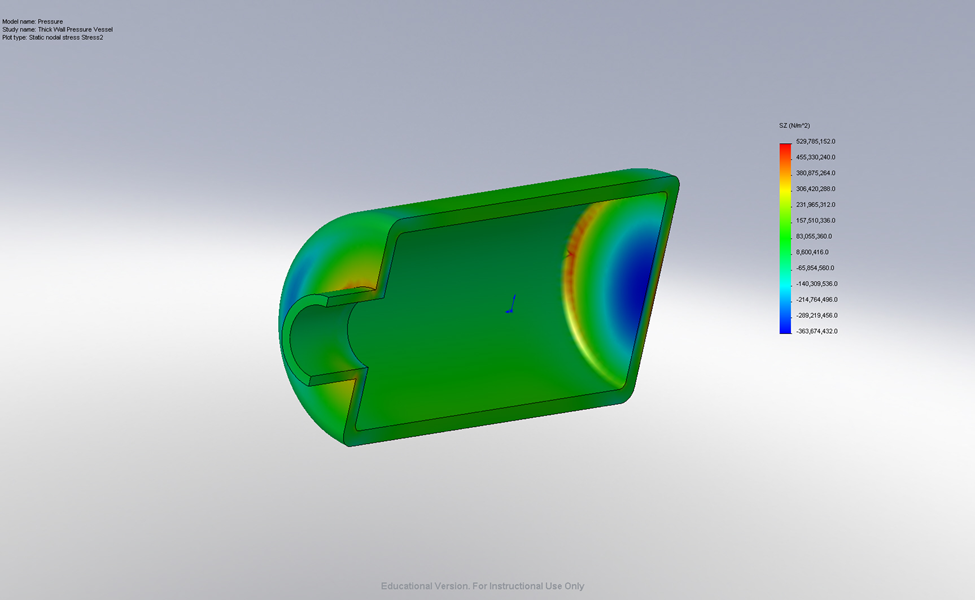 Model name: Pressure
Study name: Thick Wall Pressure Vessel
Plot type: Static nodal stress Stress2
SZ (N/m^2)
529,785,152.0
455,330,240.0
380,875,264.0
306,420,288.0
231,965,312.0
157,510,336.0
83,055,360.0
8,600,416.0
-65,854,560.0
-140,309,536.0
-214,764,496.0
-289,219,456.0
-363,674,432.0
Educational Version. For Instructional Use Only